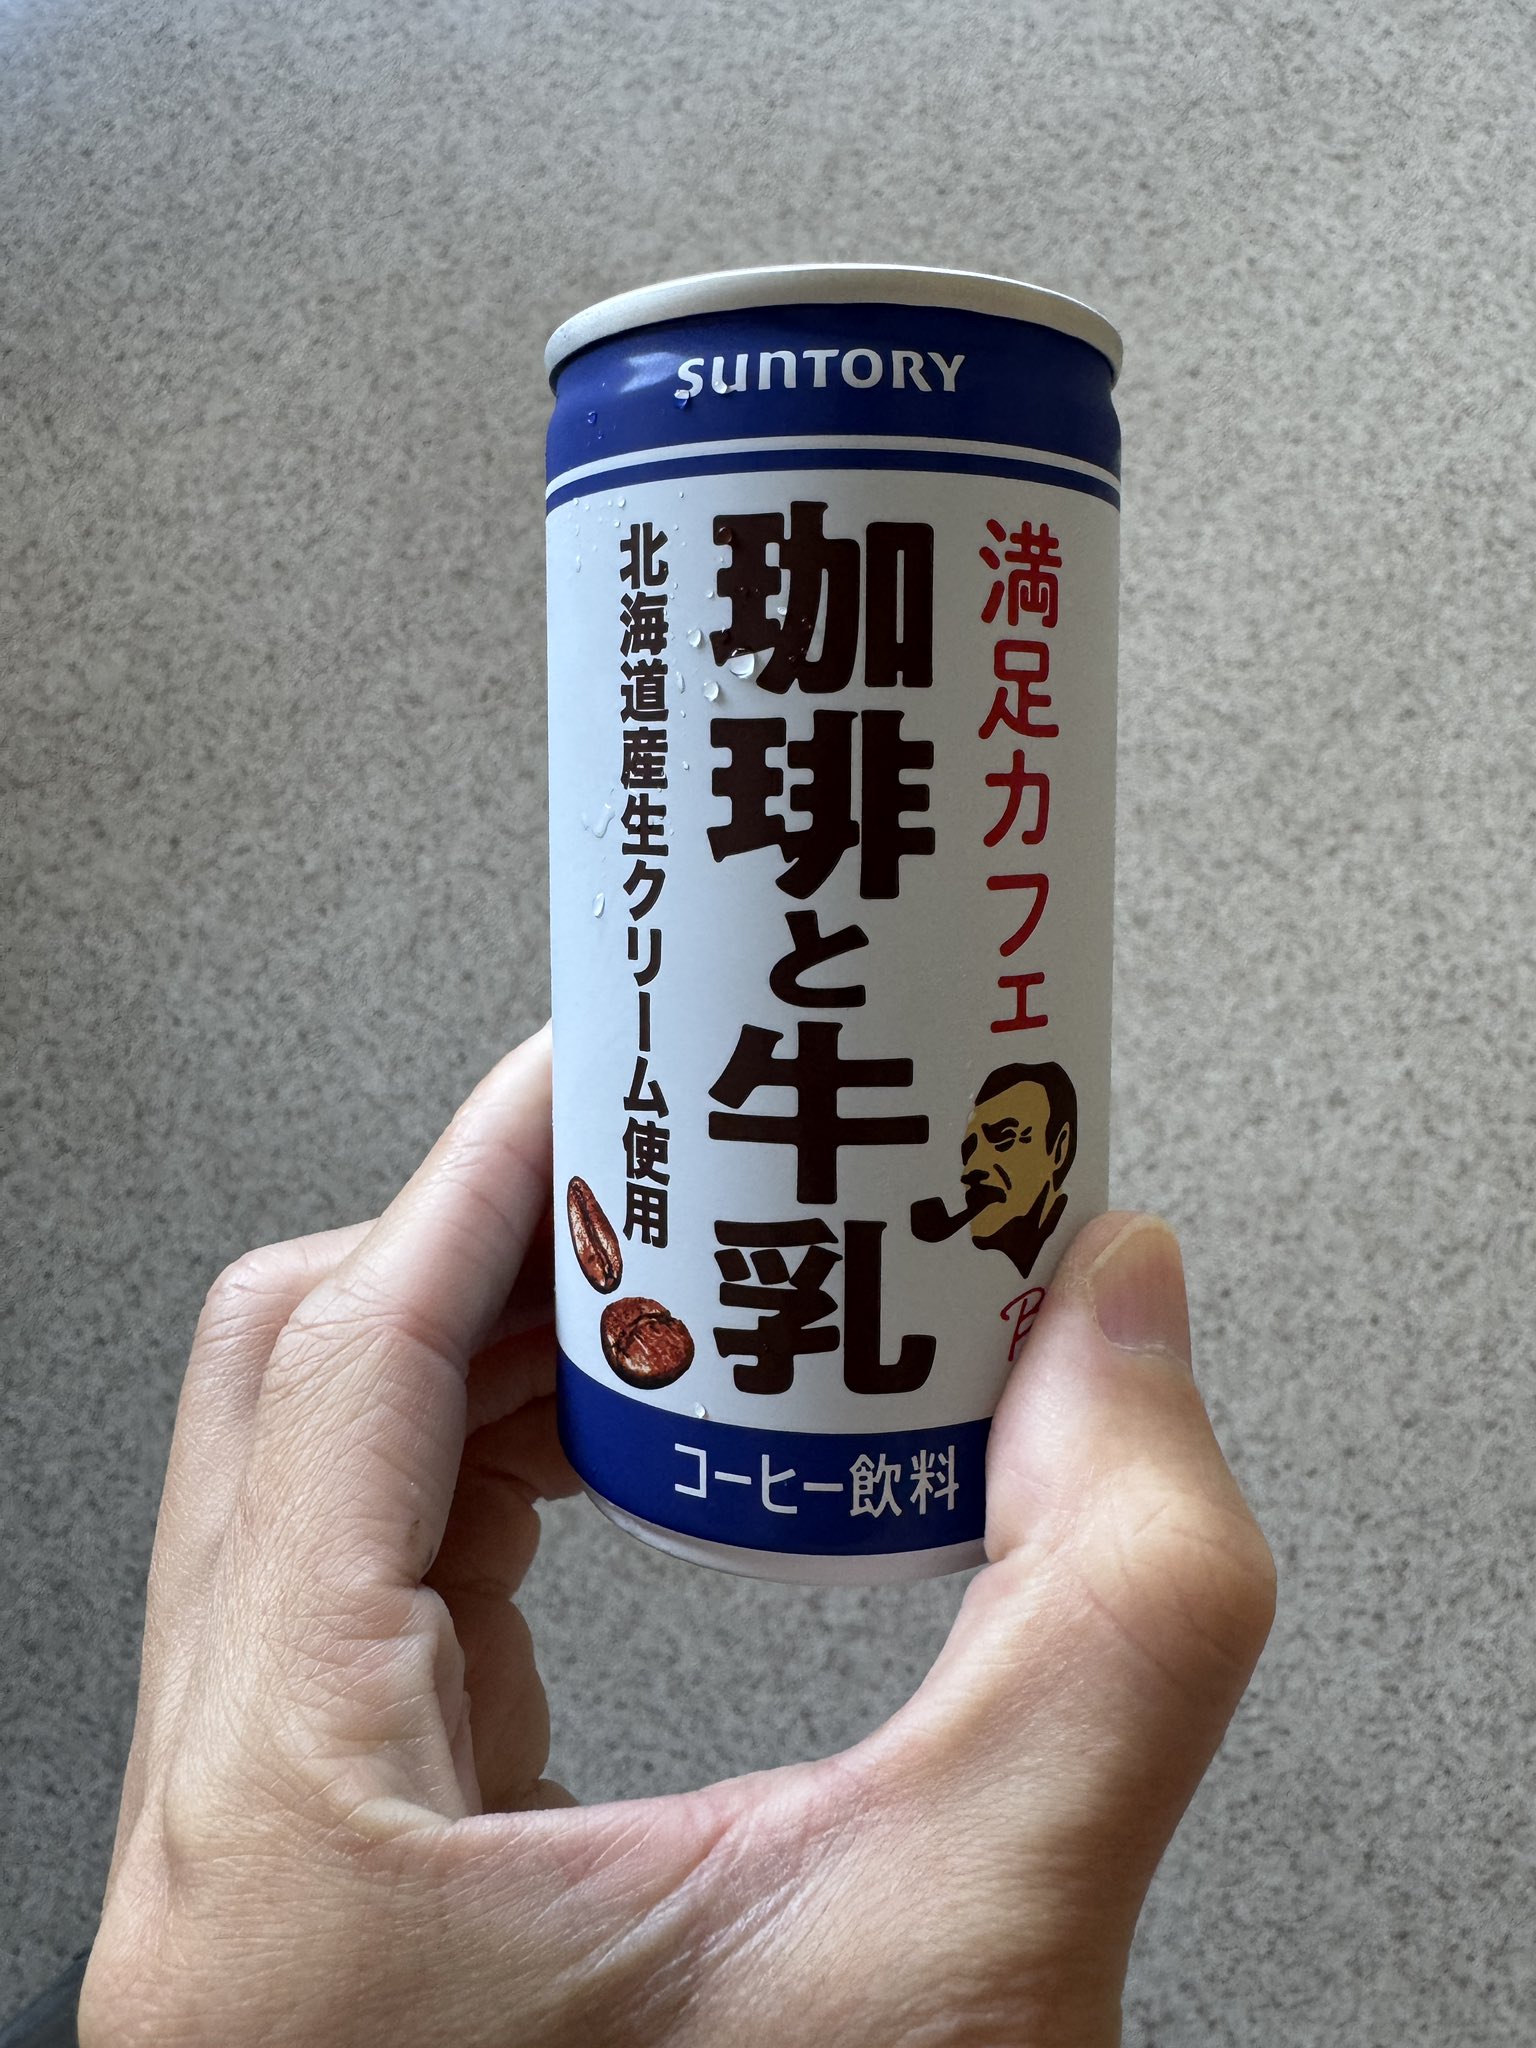 SUNTORY
満足カフェ
珈琲と牛乳
北海道産生クリーム使用
コーヒー飲料